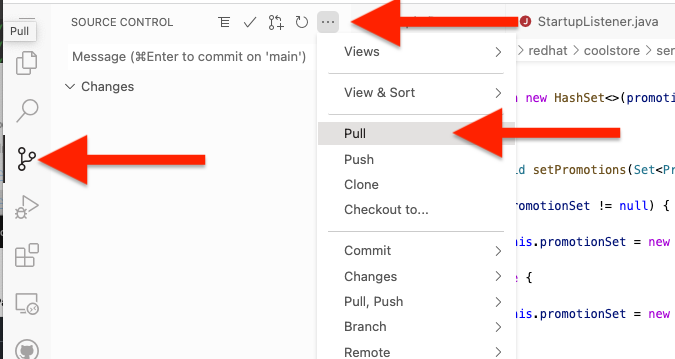 Pull
SOURCE CONTROL
Message (⌘Enter to commit on 'main')
Changes
Views
View & Sort
Pull
Push
Clone
Checkout to...
Commit
Changes
Pull, Push
Branch
Remote
StartupListener.java
redhat > coolstore > ser
new HashSet<>(promotio
setPromotions(Set<Pr
omotionSet != null) {
is.promotionSet = new
e {
is.promotionSet = new